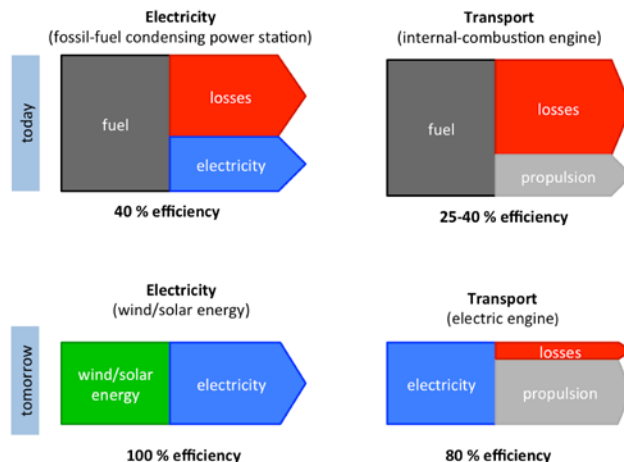 Electricity
(fossil-fuel condensing power station)
Transport
(internal-combustion engine)
today
fuel
losses
electricity
40 % efficiency
fuel
losses
propulsion
25-40 % efficiency
Electricity
(wind/solar energy)
Transport
(electric engine)
tomorrow
wind/solar
energy
electricity
100 % efficiency
electricity
losses
propulsion
80 % efficiency